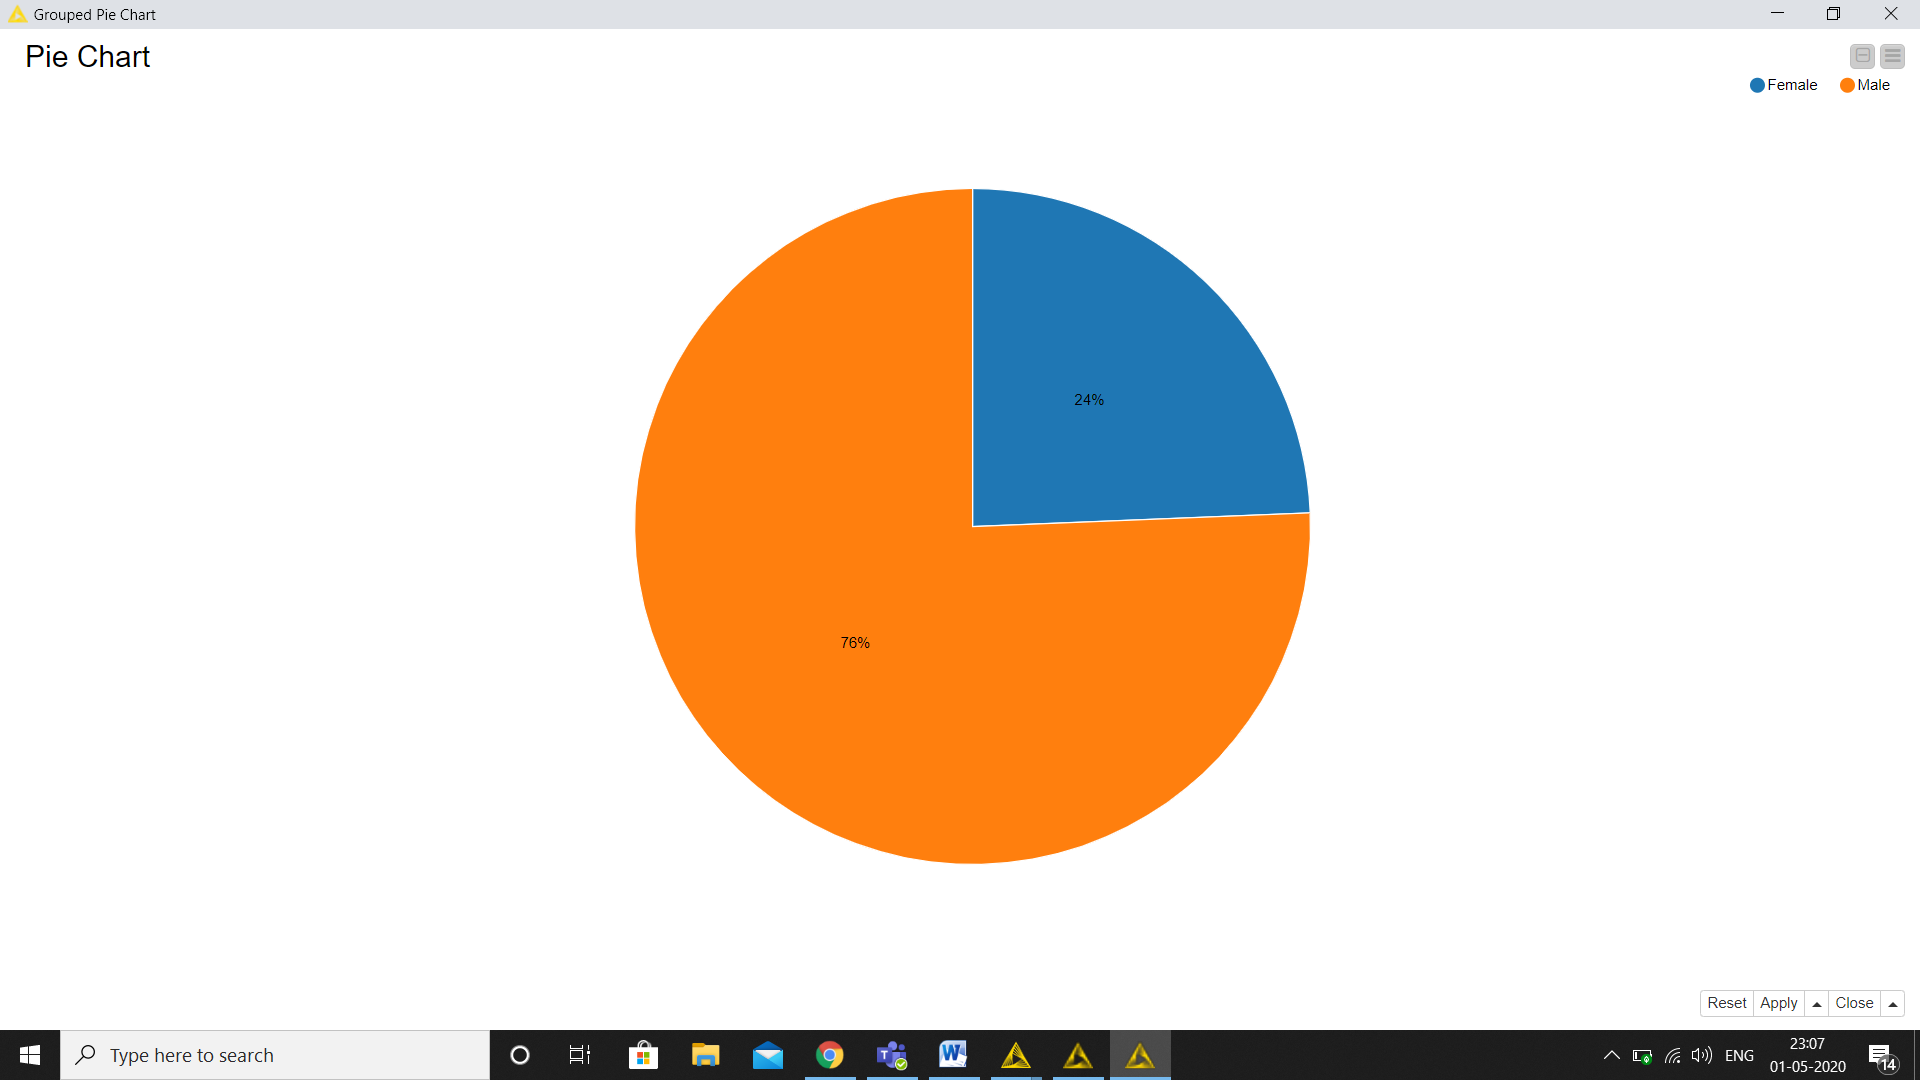 Grouped Pie Chart
Pie Chart
Female Male
24%
76%
Reset Apply Close
Type here to search
ENG
23:07
01-05-2020
14